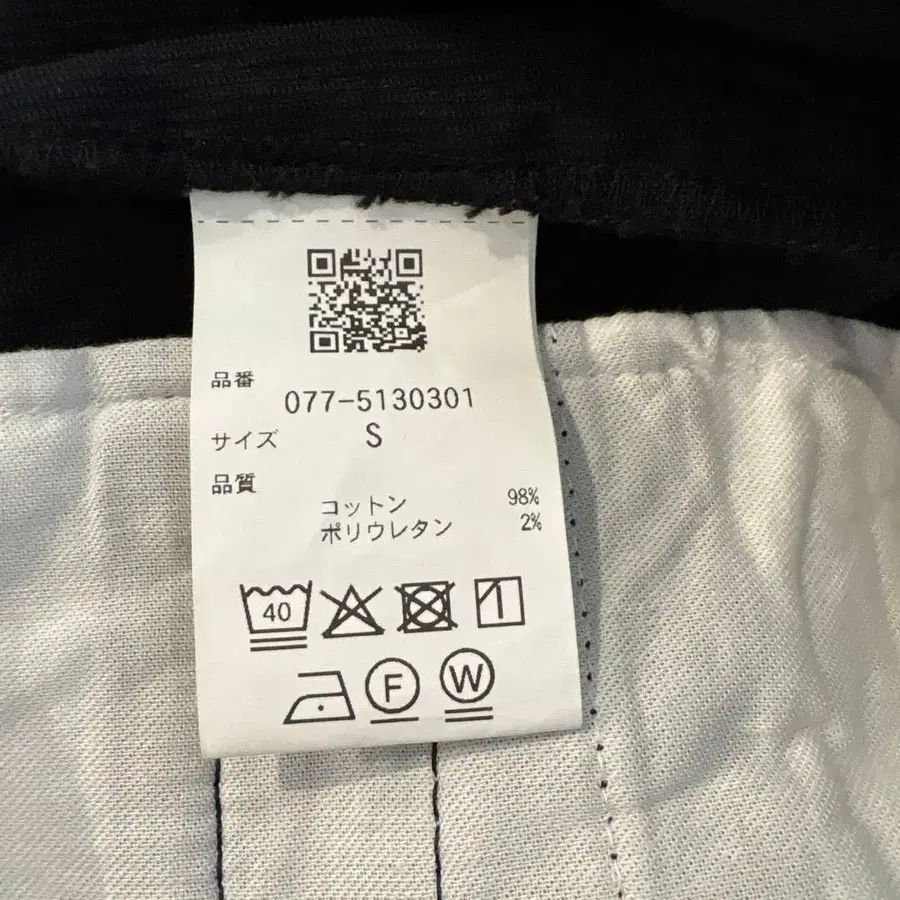 品番
077-5130301
サイズ S
品質
コットン 98%
ポリウレタン 2%
40
F W